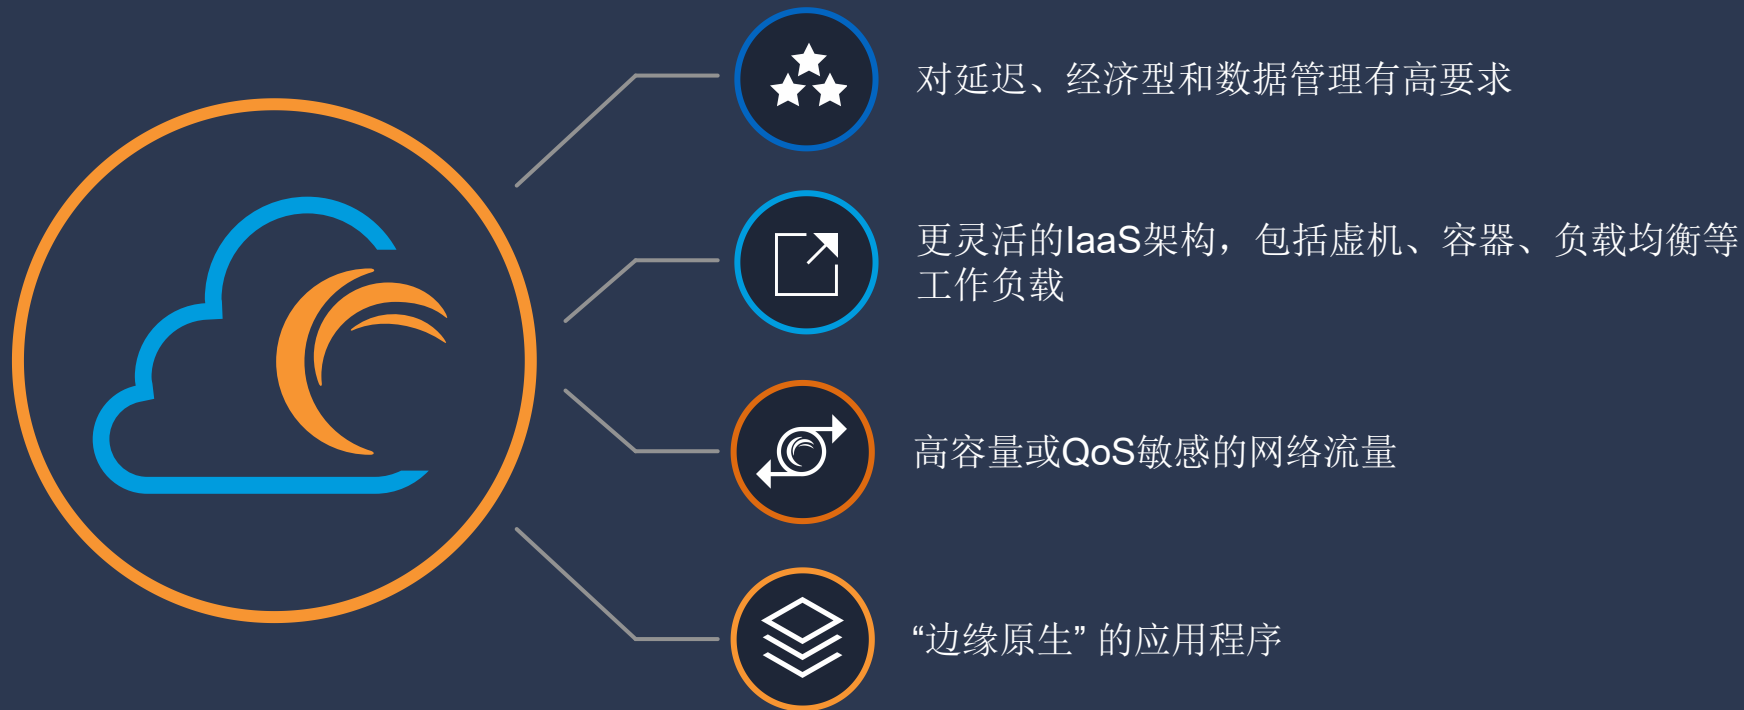 对延迟、经济型和数据管理有高要求
更灵活的IaaS架构，包括虚机、容器、负载均衡等
工作负载
高容量或QoS敏感的网络流量
“边缘原生” 的应用程序